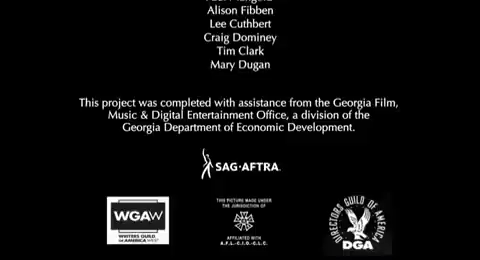 Alison Fibben
Lee Cuthbert
Craig Dominey
Tim Clark
Mary Dugan
This project was completed with assistance from the Georgia Film,
Music & Digital Entertainment Office, a division of the
Georgia Department of Economic Development.
SAG·AFTRA.
WGAW
WRITERS GUILD
OF AMERICA WEST
THIS PICTURE MADE UNDER
THE JURISDICTION OF
AFFILIATED WITH
A.F.L.-C.I.O.-C.L.C.
DIRECTORS GUILD OF AMERICA
DGA